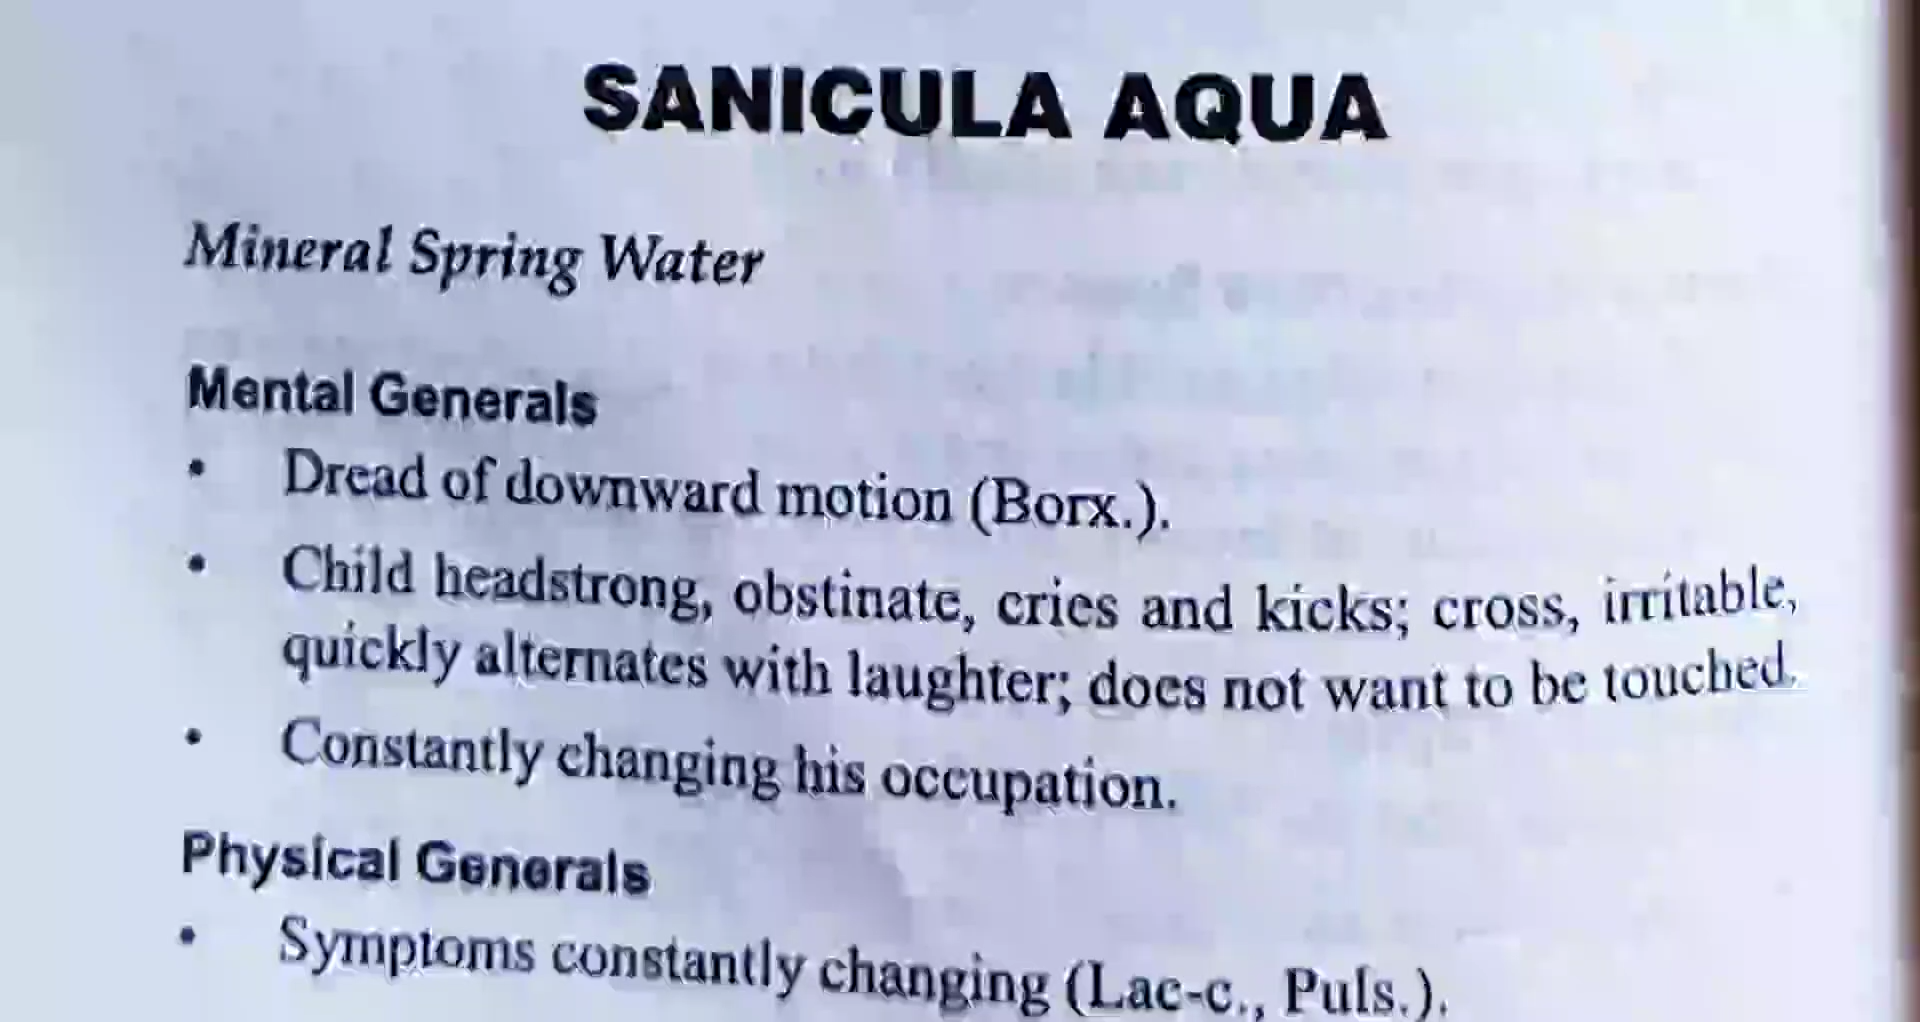 SANICULA AQUA
Mineral Spring Water
Mental Generals
• Dread of downward motion (Borx.).
• Child headstrong, obstinate, cries and kicks; cross, irritable,
quickly alternates with laughter; does not want to be touched.
• Constantly changing his occupation.
Physical Generals
• Symptoms constantly changing (Lac-c., Puls.).